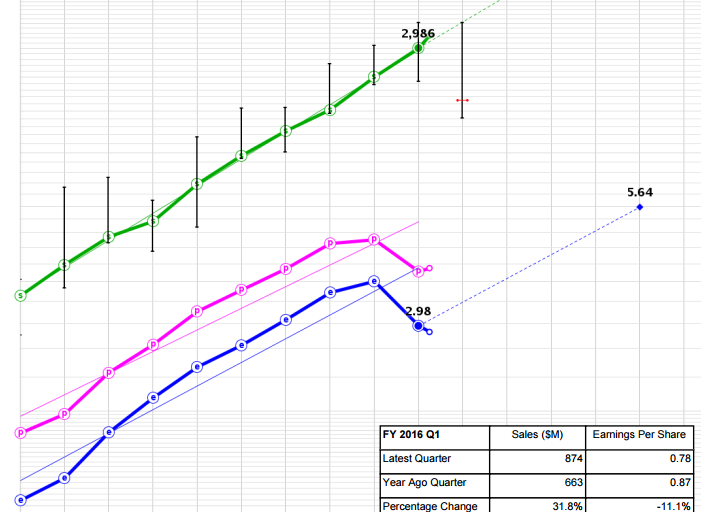 2,986
5.64
2.98
s s s s s s s s s
p p p p p p p p p p
e e e e e e e e
FY 2016 Q1 Sales ($M) Earnings Per Share
Latest Quarter 874 0.78
Year Ago Quarter 663 0.87
Percentage Change 31.8% -11.1%